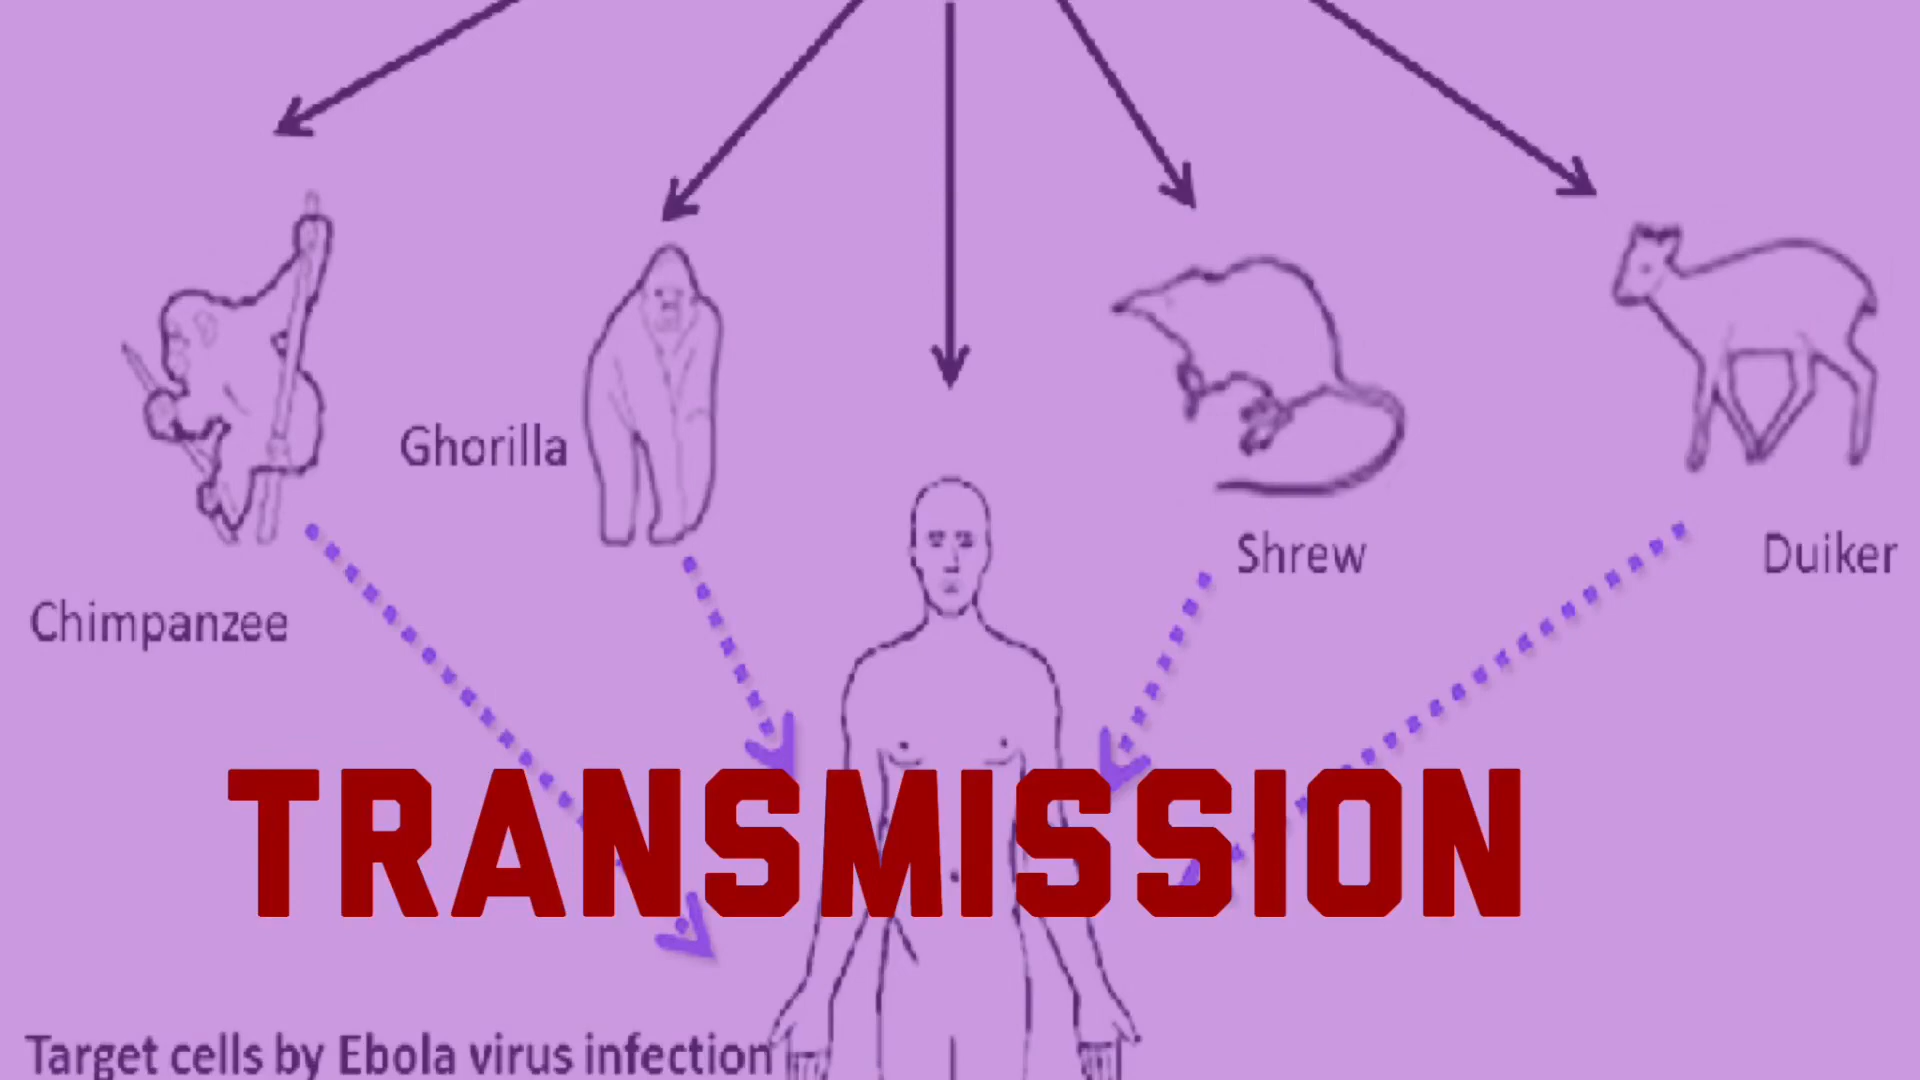 Ghorilla
Shrew
Duiker
Chimpanzee
TRANSMISSION
Target cells by Ebola virus infection